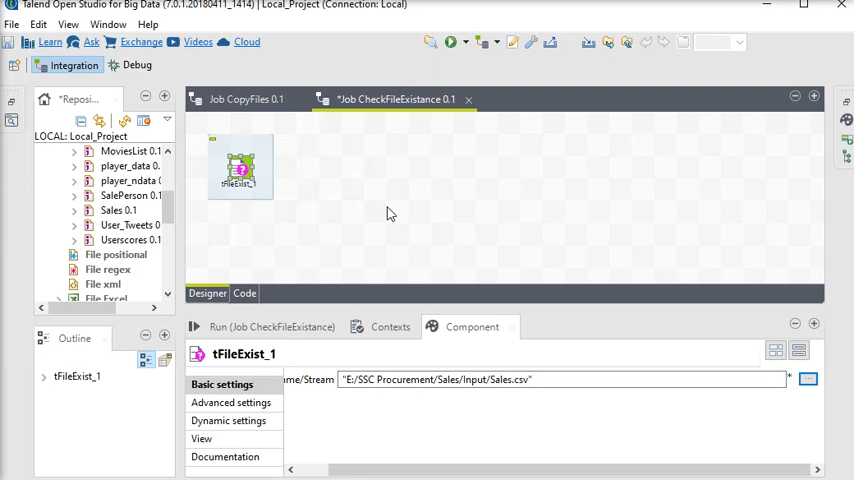 Talend Open Studio for Big Data (7.0.1.20180411_1414) | Local_Project (Connection: Local)
File Edit View Window Help
Learn Ask Exchange Videos Cloud
Integration Debug
*Reposi...
Job CopyFiles 0.1
*Job CheckFileExistance 0.1
LOCAL: Local_Project
MoviesList 0.1
player_data 0.1
player_ndata 0.1
SalePerson 0.1
Sales 0.1
User_Tweets 0
Userscores 0.1
File positional
File regex
File xml
File Excel
tFileExist_1
Designer Code
Outline
tFileExist_1
Run (Job CheckFileExistance)
Contexts
Component
tFileExist_1
Basic settings
me/Stream "E:/SSC Procurement/Sales/Input/Sales.csv" *
Advanced settings
Dynamic settings
View
Documentation